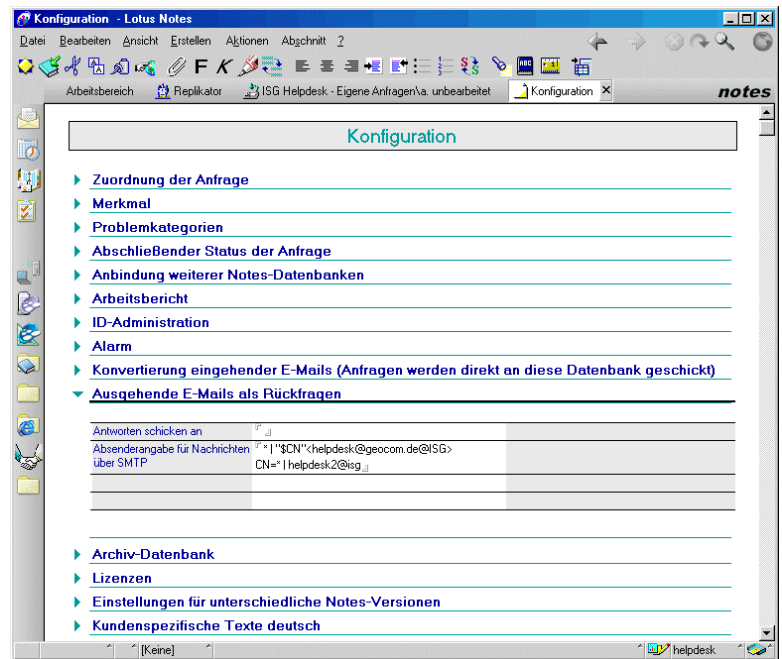 Konfiguration - Lotus Notes
Datei Bearbeiten Ansicht Erstellen Aktionen Abschnitt ?
F K
Arbeitsbereich Replikator ISG Helpdesk - Eigene Anfragen\a. unbearbeitet Konfiguration X notes
Konfiguration
Zuordnung der Anfrage
Merkmal
Problemkategorien
Abschließender Status der Anfrage
Anbindung weiterer Notes-Datenbanken
Arbeitsbericht
ID-Administration
Alarm
Konvertierung eingehender E-Mails (Anfragen werden direkt an diese Datenbank geschickt)
Ausgehende E-Mails als Rückfragen
Antworten schicken an
Absenderangabe für Nachrichten über SMTP
* | "$CN"<helpdesk@geocom.de@ISG>
CN=* | helpdesk2@isg
Archiv-Datenbank
Lizenzen
Einstellungen für unterschiedliche Notes-Versionen
Kundenspezifische Texte deutsch
[Keine] helpdesk